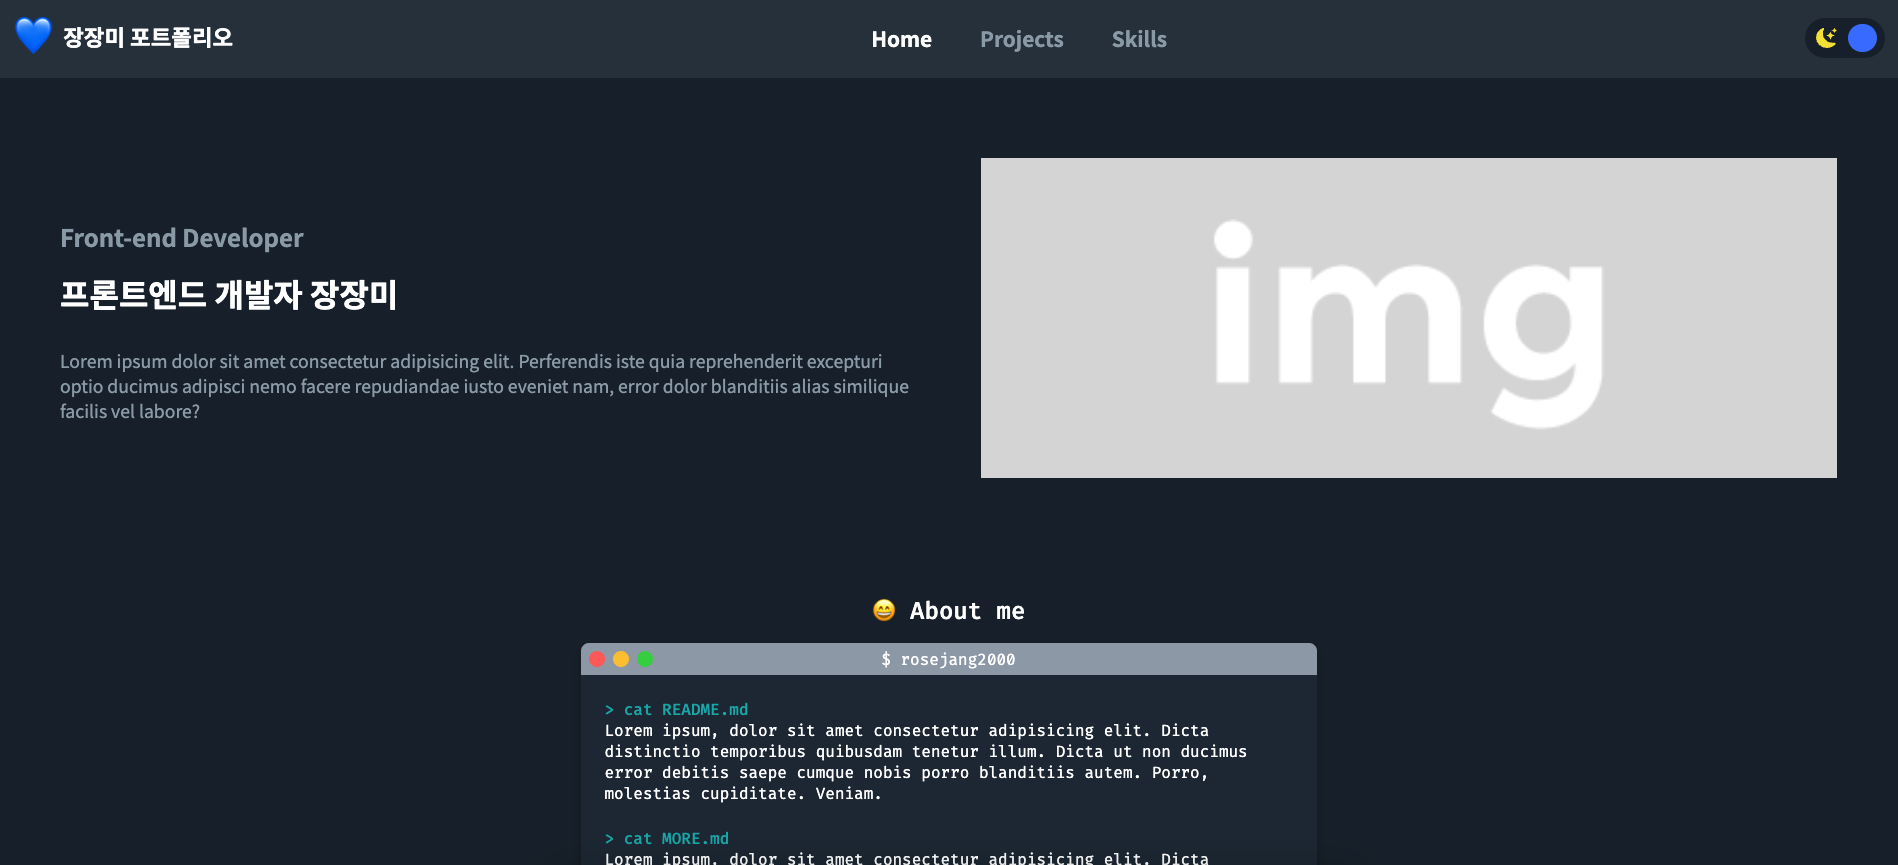 💙 장장미 포트폴리오
Home Projects Skills
Front-end Developer
프론트엔드 개발자 장장미
Lorem ipsum dolor sit amet consectetur adipisicing elit. Perferendis iste quia reprehenderit excepturi
optio ducimus adipisci nemo facere repudiandae iusto eveniet nam, error dolor blanditiis alias similique
facilis vel labore?
img
😄 About me
$ rosejang2000
> cat README.md
Lorem ipsum, dolor sit amet consectetur adipisicing elit. Dicta
distinctio temporibus quibusdam tenetur illum. Dicta ut non ducimus
error debitis saepe cumque nobis porro blanditiis autem. Porro,
molestias cupiditate. Veniam.
> cat MORE.md
Lorem ipsum, dolor sit amet consectetur adipisicing elit. Dicta